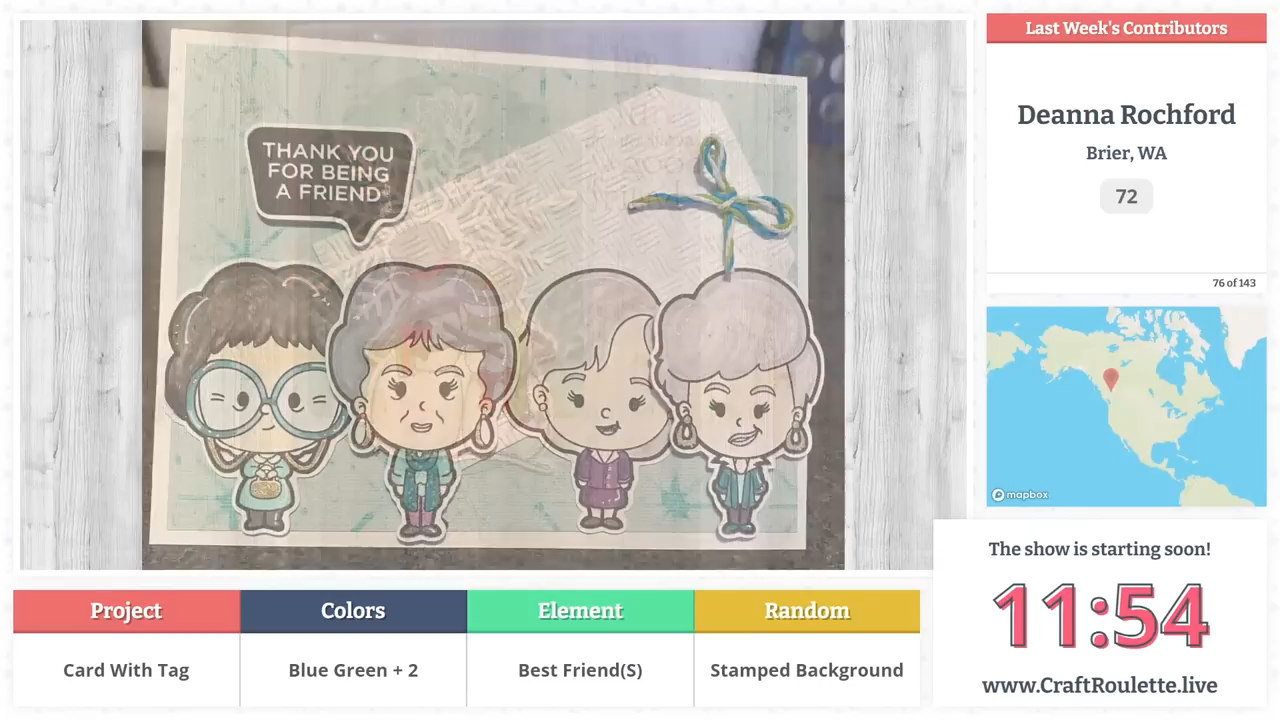 Last Week's Contributors
Deanna Rochford
Brier, WA
72
76 of 143
THANK YOU
FOR BEING
A FRIEND
mapbox
The show is starting soon!
11:54
www.CraftRoulette.live
Project
Colors
Element
Random
Card With Tag
Blue Green + 2
Best Friend(S)
Stamped Background